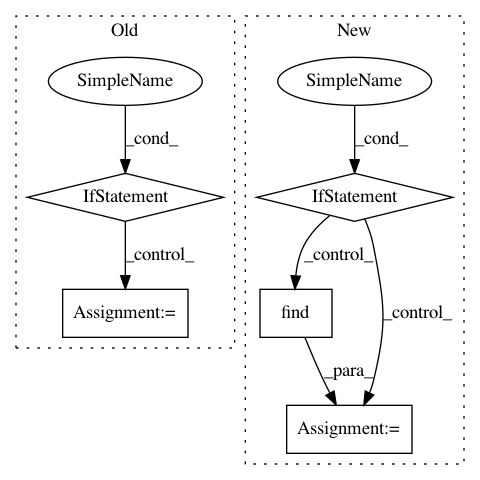 Old
New
SimpleName
SimpleName
_cond_
_cond_
IfStatement
IfStatement
_control_
_control_
_control_
Assignment:=
find
_para_
Assignment:=